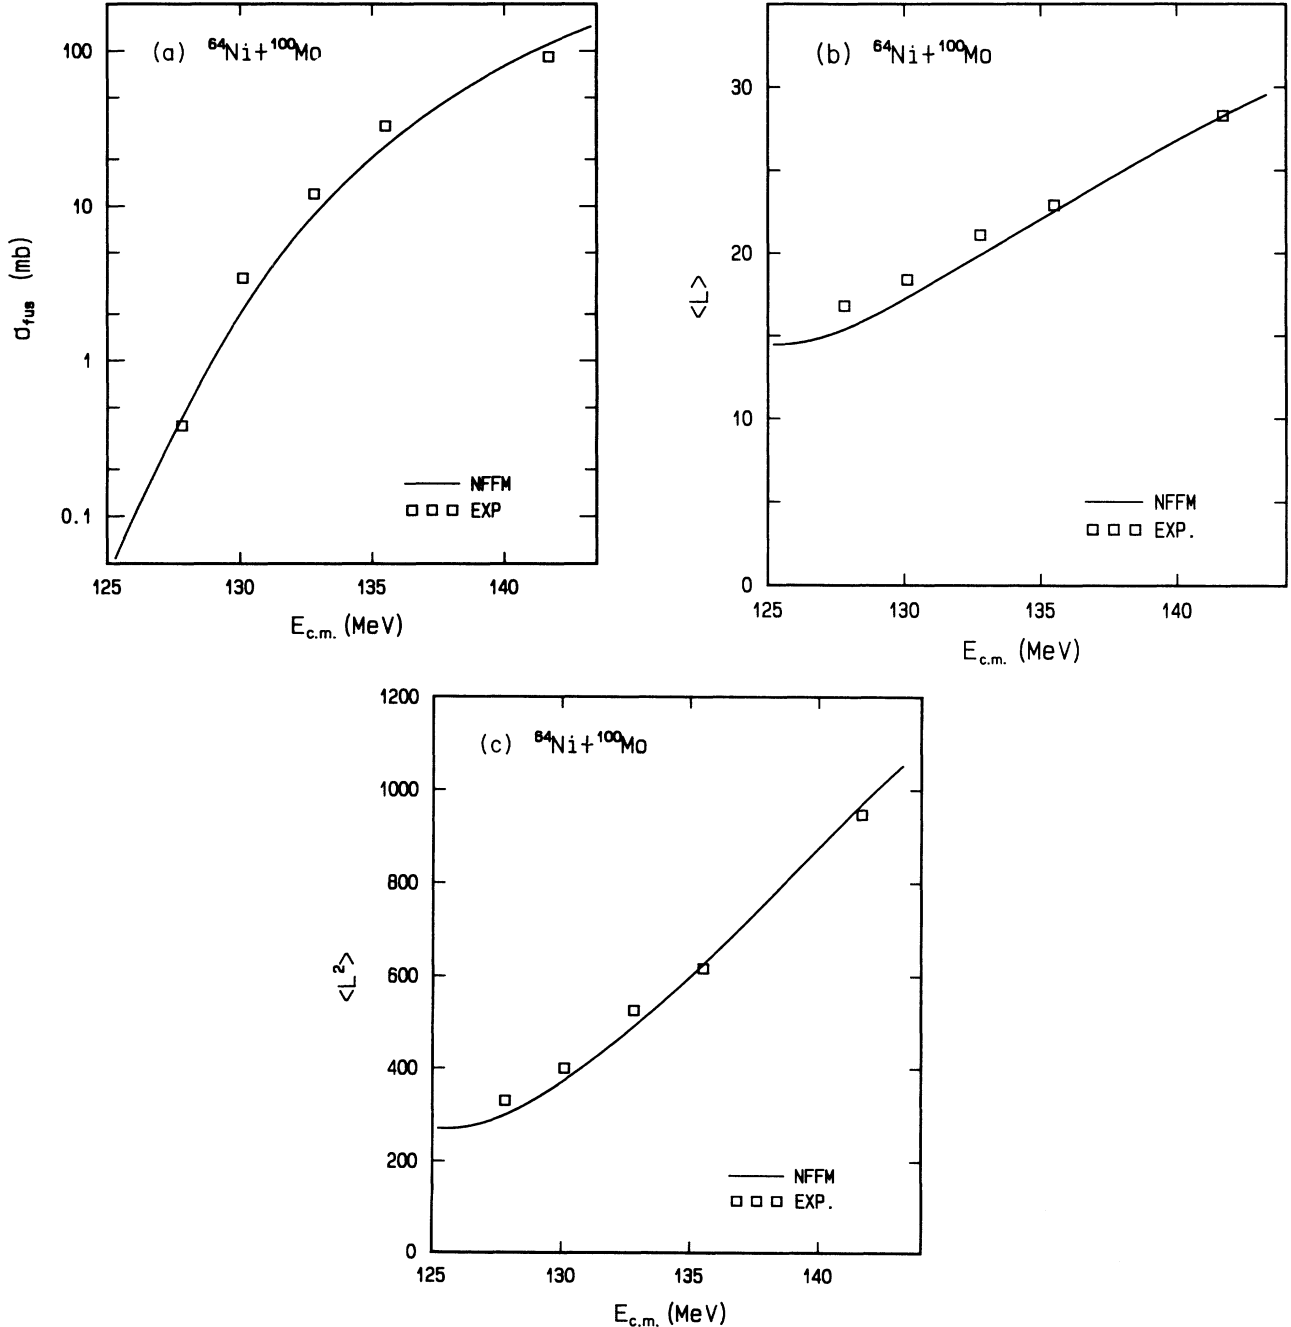 (a) ⁶⁴Ni+¹⁰⁰Mo
100
10
1
0.1
σfus (mb)
NFFM
EXP
125 130 135 140
Ec.m. (MeV)
(b) ⁶⁴Ni+¹⁰⁰Mo
30
20
10
0
<L>
NFFM
EXP.
125 130 135 140
Ec.m. (MeV)
(c) ⁶⁴Ni+¹⁰⁰Mo
1200
1000
800
600
400
200
0
<L²>
NFFM
EXP.
125 130 135 140
Ec.m. (MeV)